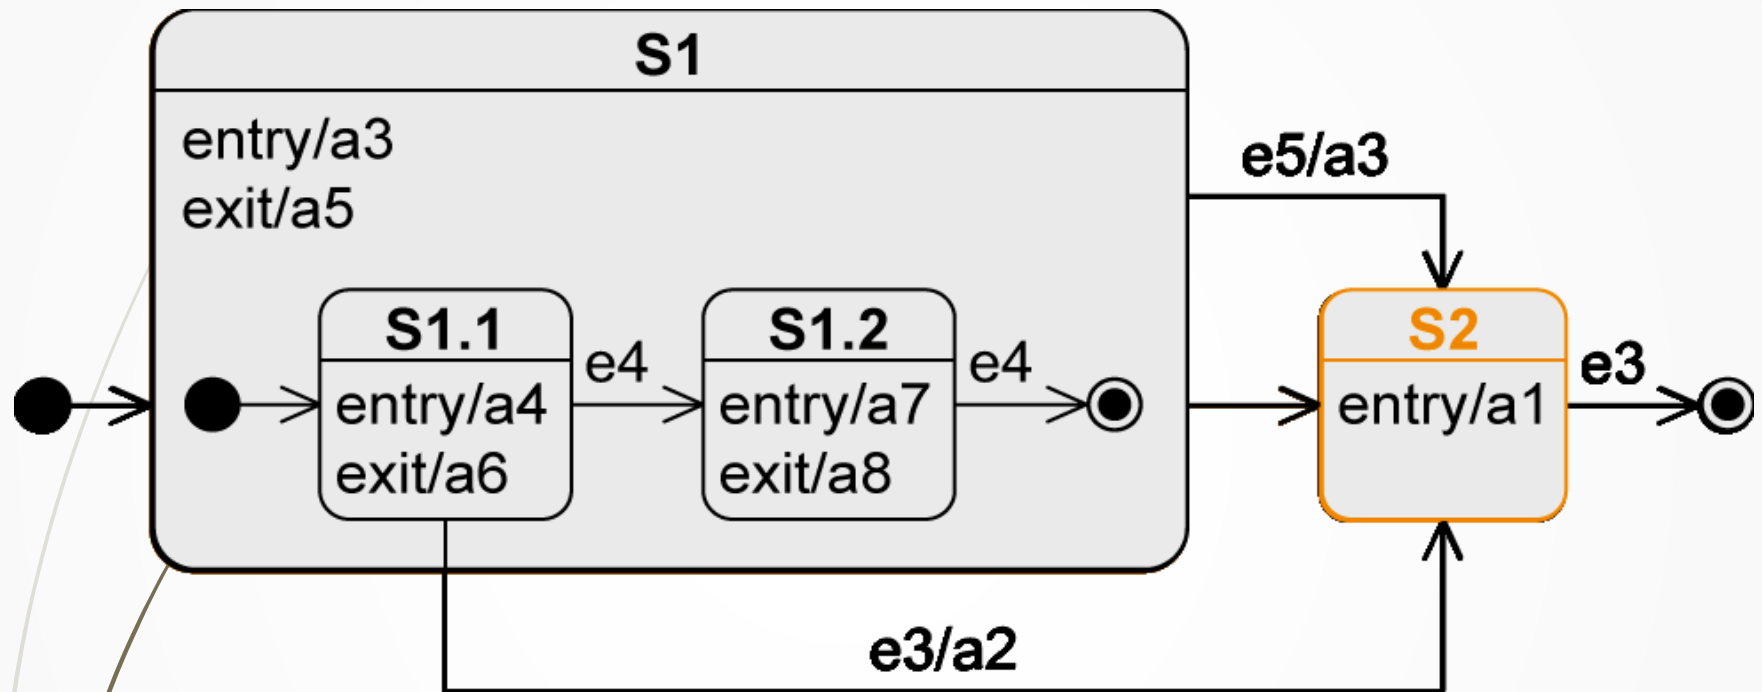 S1
entry/a3
exit/a5
e5/a3
S1.1
entry/a4
exit/a6
e4
S1.2
entry/a7
exit/a8
e4
S2
entry/a1
e3
e3/a2